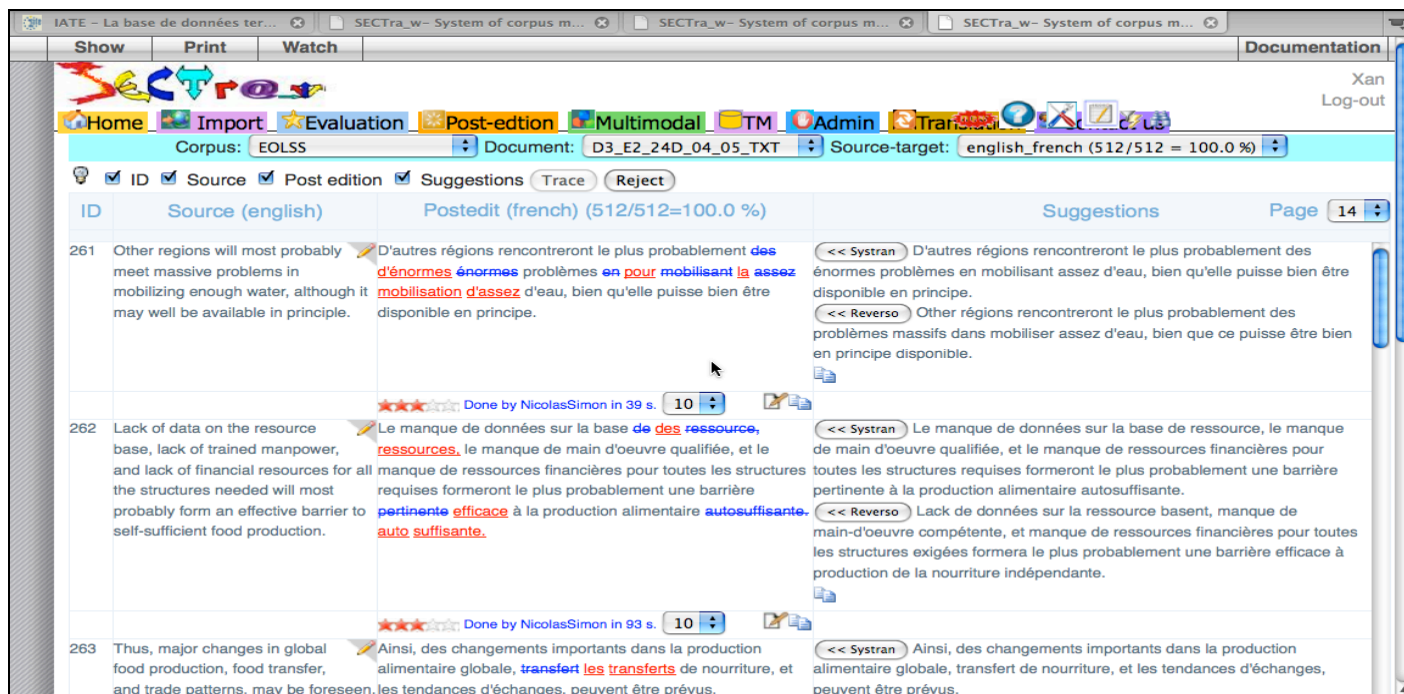 IATE – La base de données ter... SECTra_w– System of corpus m... SECTra_w– System of corpus m... SECTra_w– System of corpus m...
Show Print Watch Documentation
SECTra_w
Xan
Log-out
Home Import Evaluation Post-edtion Multimodal TM Admin
Corpus: EOLSS Document: D3_E2_24D_04_05_TXT Source-target: english_french (512/512 = 100.0 %)
ID Source Post edition Suggestions Trace Reject
ID Source (english) Postedit (french) (512/512=100.0 %) Suggestions Page 14
261
Other regions will most probably
meet massive problems in
mobilizing enough water, although it
may well be available in principle.
D'autres régions rencontreront le plus probablement des
d'énormes énormes problèmes en pour mobilisant la assez
mobilisation d'assez d'eau, bien qu'elle puisse bien être
disponible en principe.
<< Systran D'autres régions rencontreront le plus probablement des
énormes problèmes en mobilisant assez d'eau, bien qu'elle puisse bien être
disponible en principe.
<< Reverso Other régions rencontreront le plus probablement des
problèmes massifs dans mobiliser assez d'eau, bien que ce puisse être bien
en principe disponible.
Done by NicolasSimon in 39 s. 10
262
Lack of data on the resource
base, lack of trained manpower,
and lack of financial resources for all
the structures needed will most
probably form an effective barrier to
self-sufficient food production.
Le manque de données sur la base de des ressource,
ressources, le manque de main d'oeuvre qualifiée, et le
manque de ressources financières pour toutes les structures
requises formeront le plus probablement une barrière
pertinente efficace à la production alimentaire autosuffisante.
auto suffisante.
<< Systran Le manque de données sur la base de ressource, le manque
de main d'oeuvre qualifiée, et le manque de ressources financières pour
toutes les structures requises formeront le plus probablement une barrière
pertinente à la production alimentaire autosuffisante.
<< Reverso Lack de données sur la ressource basent, manque de
main-d'oeuvre compétente, et manque de ressources financières pour toutes
les structures exigées formera le plus probablement une barrière efficace à
production de la nourriture indépendante.
Done by NicolasSimon in 93 s. 10
263
Thus, major changes in global
food production, food transfer,
and trade patterns, may be foreseen.
Ainsi, des changements importants dans la production
alimentaire globale, transfert les transferts de nourriture, et
les tendances d'échanges, peuvent être prévus.
<< Systran Ainsi, des changements importants dans la production
alimentaire globale, transfert de nourriture, et les tendances d'échanges,
peuvent être prévus.